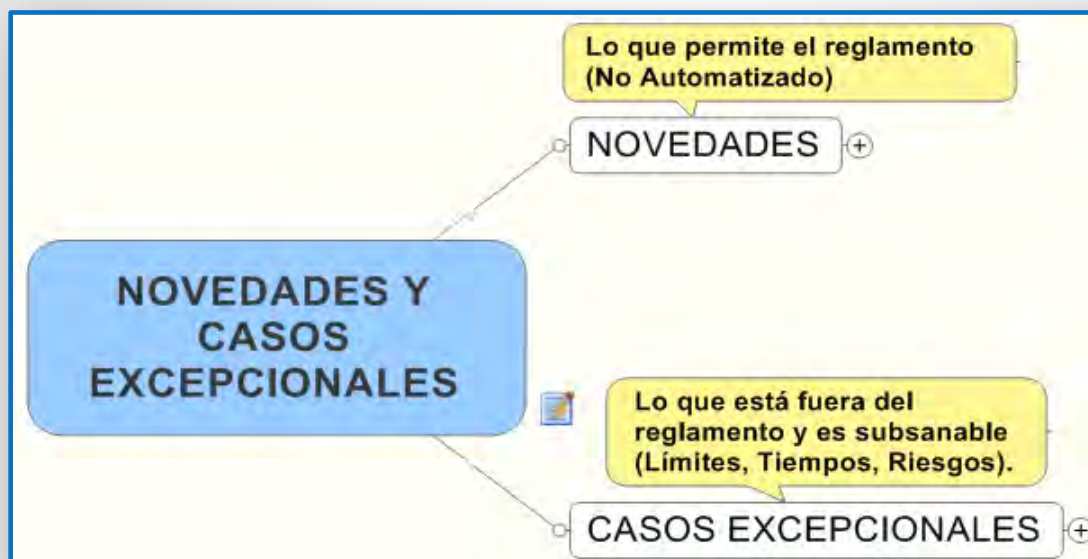 Lo que permite el reglamento
(No Automatizado)
NOVEDADES
NOVEDADES Y
CASOS
EXCEPCIONALES
Lo que está fuera del
reglamento y es subsanable
(Límites, Tiempos, Riesgos).
CASOS EXCEPCIONALES